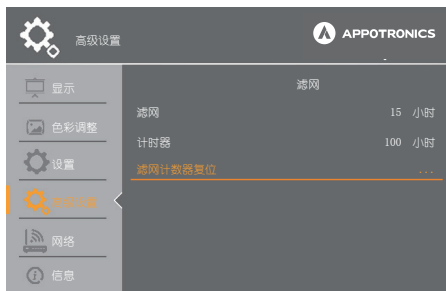 高级设置
APPOTRONICS
显示
色彩调整
设置
网络
信息
滤网
滤网 15 小时
计时器 100 小时
滤网计数器复位 ...